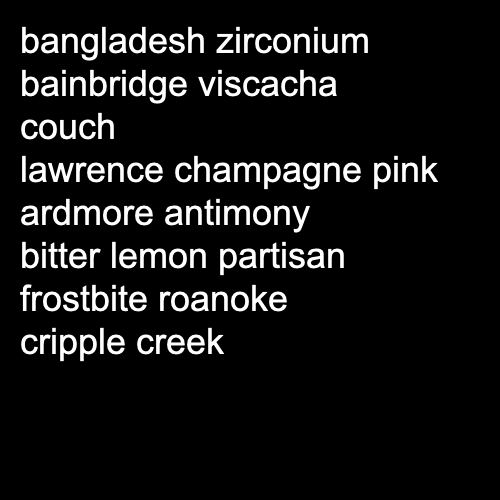 bangladesh zirconium
bainbridge viscacha
couch
lawrence champagne pink
ardmore antimony
bitter lemon partisan
frostbite roanoke
cripple creek